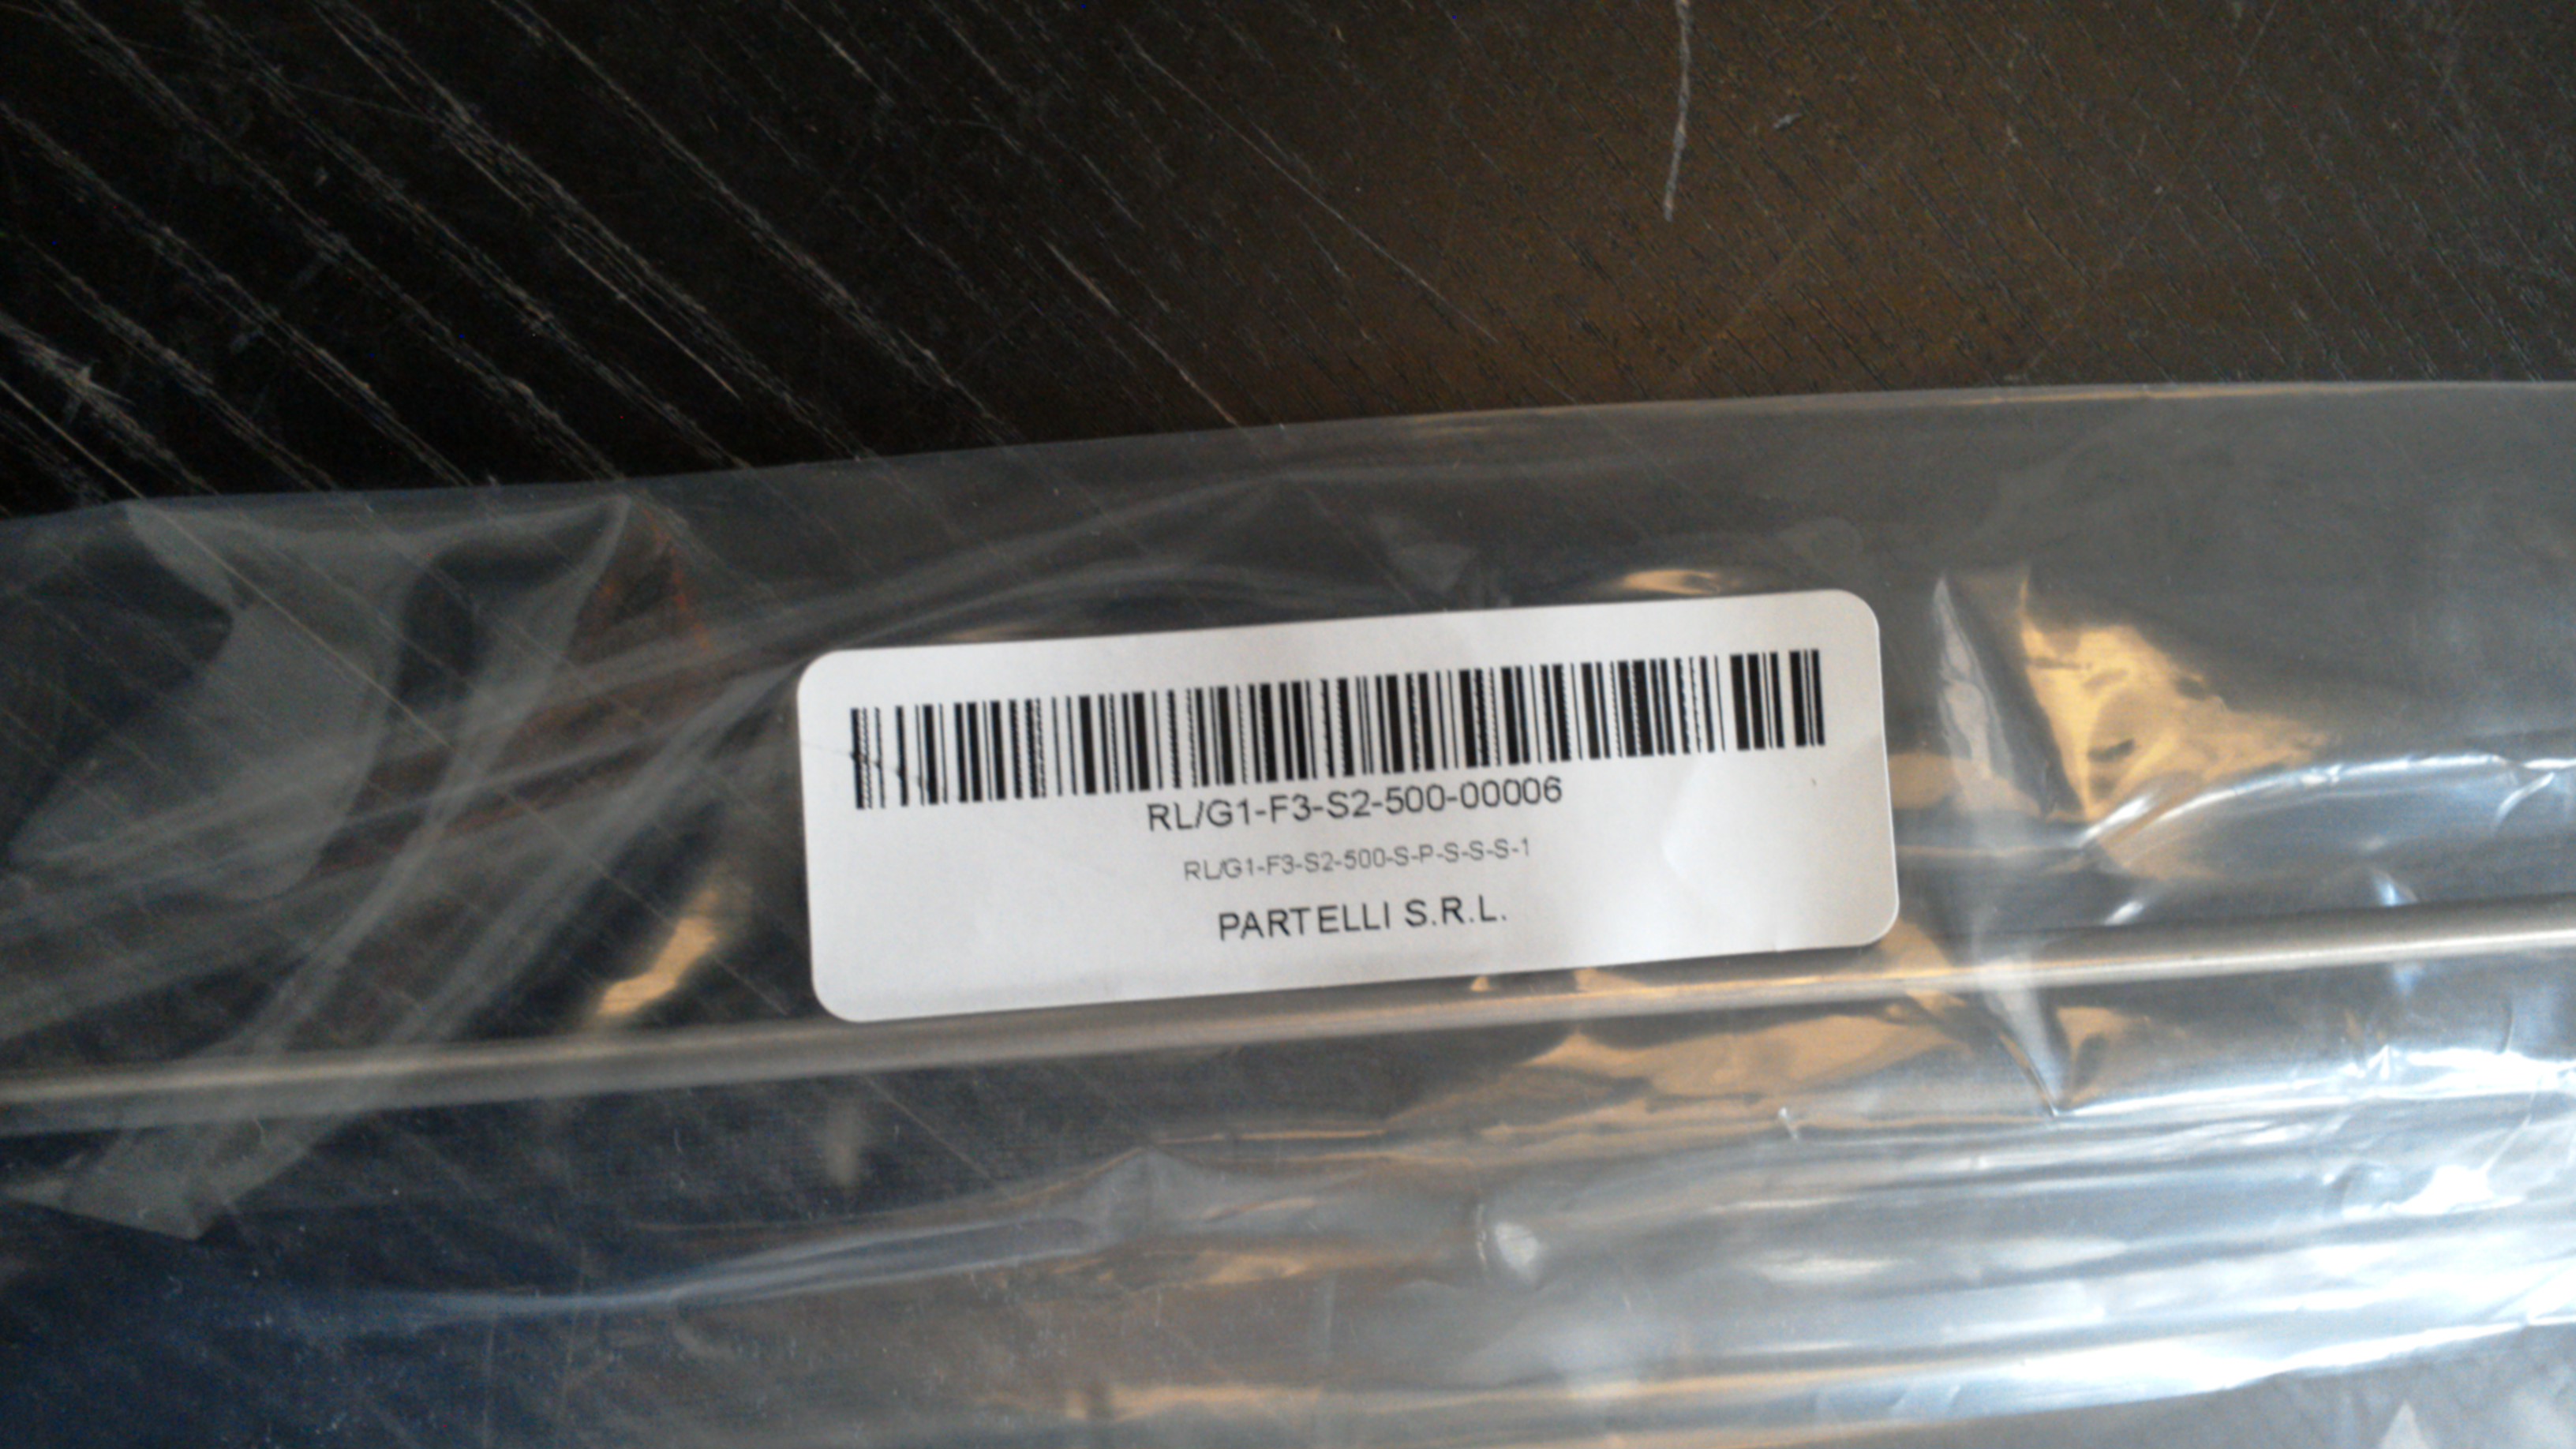 RL/G1-F3-S2-500-00006
RL/G1-F3-S2-500-S-P-S-S-S-1
PARTELLI S.R.L.